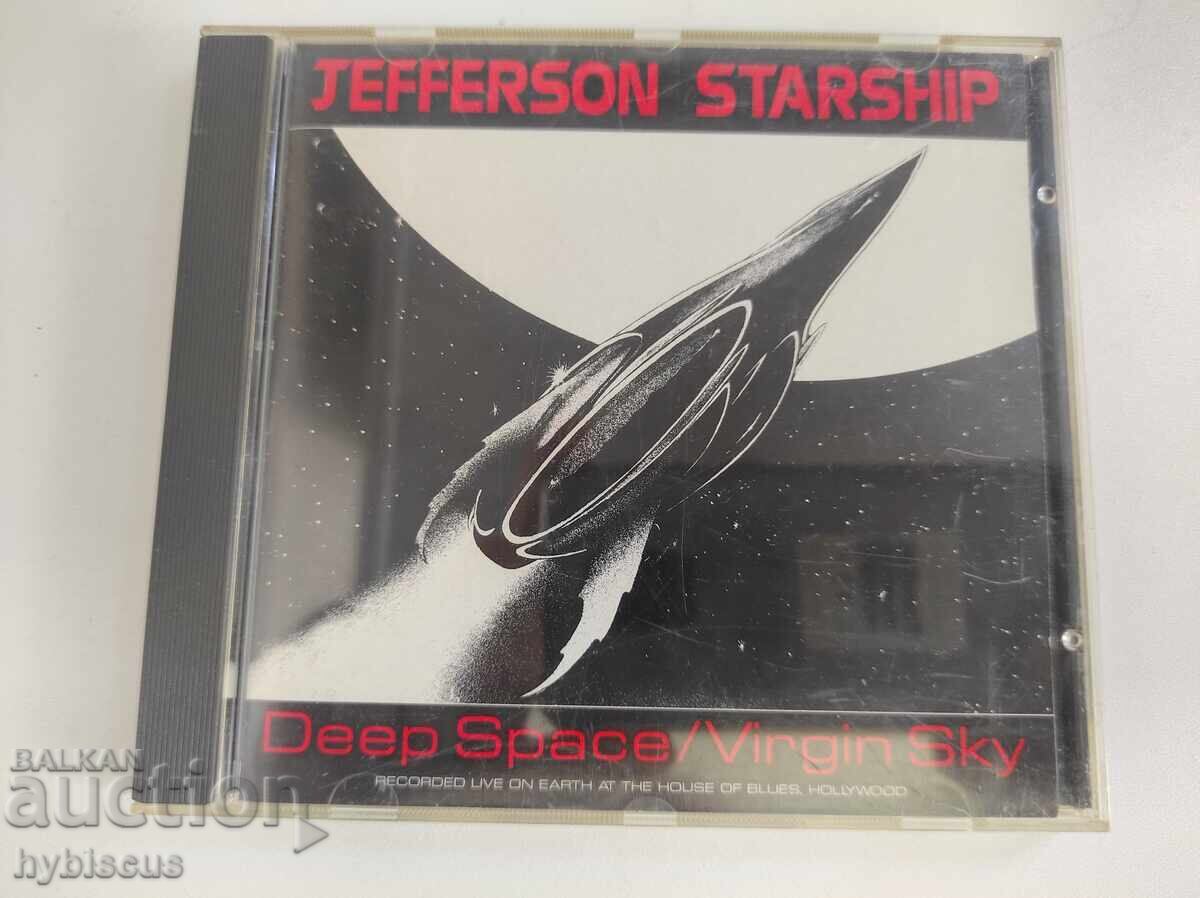 JEFFERSON STARSHIP
Deep Space/Virgin Sky
RECORDED LIVE ON EARTH AT THE HOUSE OF BLUES, HOLLYWOOD
BALKAN
auction
hybiscus